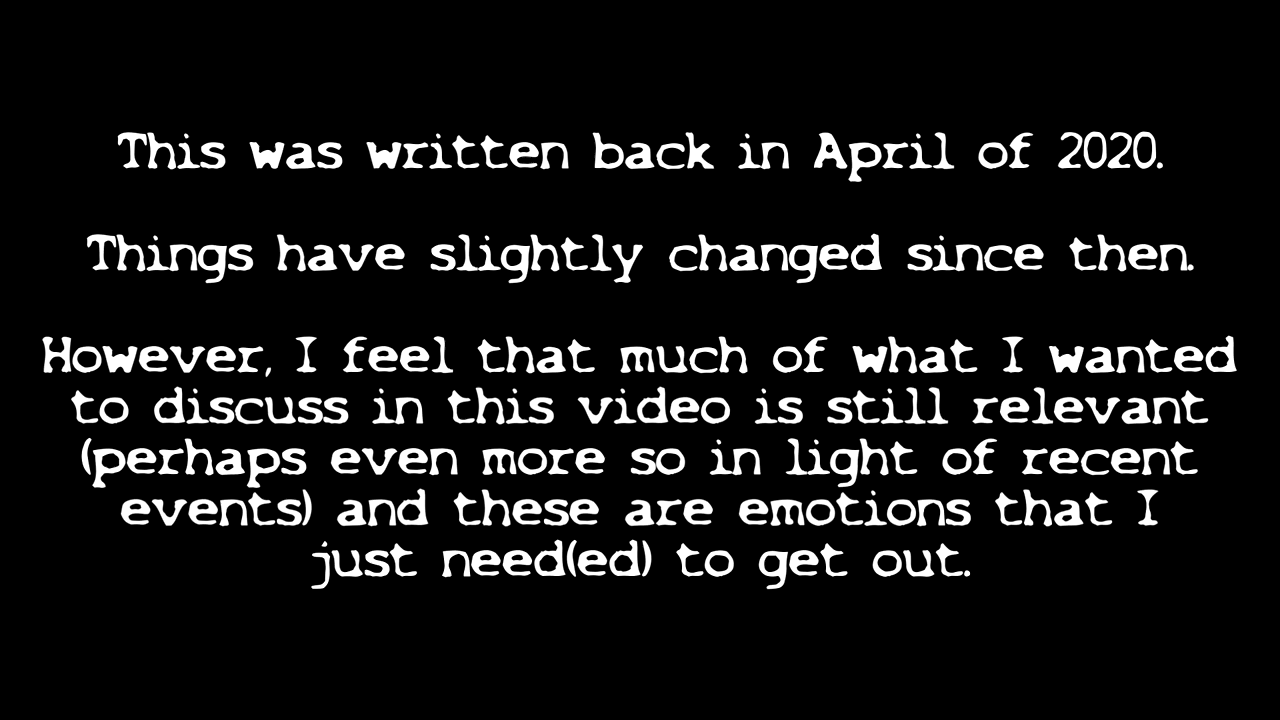 This was written back in April of 2020.
Things have slightly changed since then.
However, I feel that much of what I wanted
to discuss in this video is still relevant
(perhaps even more so in light of recent
events) and these are emotions that I
just need(ed) to get out.